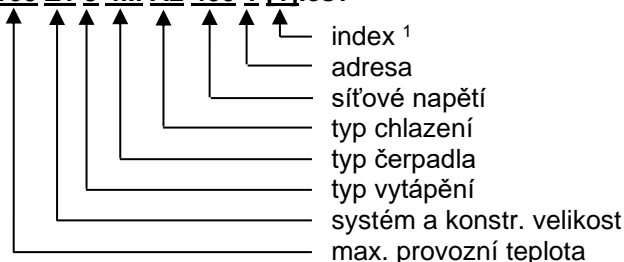 index ¹
adresa
síťové napětí
typ chlazení
typ čerpadla
typ vytápění
systém a konstr. velikost
max. provozní teplota